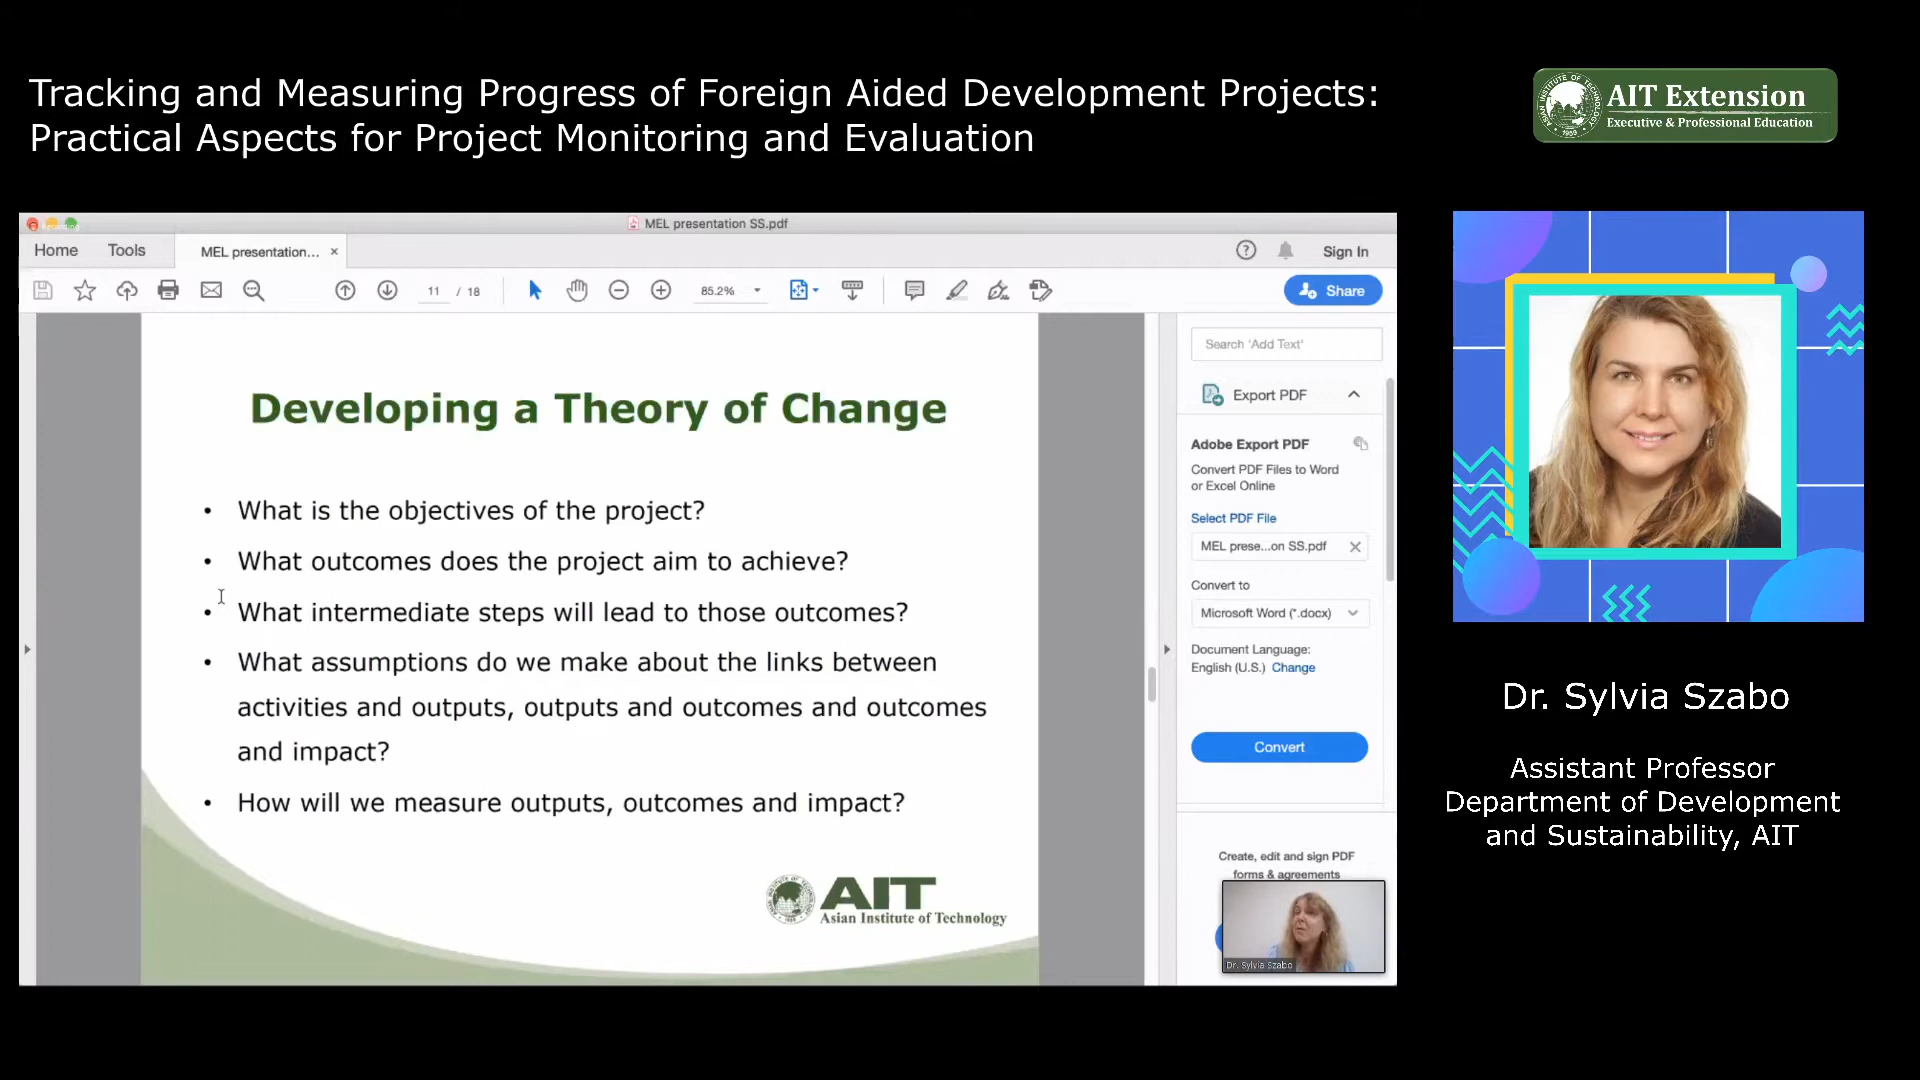 Tracking and Measuring Progress of Foreign Aided Development Projects:
Practical Aspects for Project Monitoring and Evaluation
ASIAN INSTITUTE OF TECHNOLOGY
1959
AIT Extension
Executive & Professional Education
MEL presentation SS.pdf
Home
Tools
MEL presentation...
Sign In
11 / 18
85.2%
Share
Developing a Theory of Change
• What is the objectives of the project?
• What outcomes does the project aim to achieve?
• What intermediate steps will lead to those outcomes?
• What assumptions do we make about the links between
activities and outputs, outputs and outcomes and outcomes
and impact?
• How will we measure outputs, outcomes and impact?
AIT
Asian Institute of Technology
Search 'Add Text'
Export PDF
Adobe Export PDF
Convert PDF Files to Word
or Excel Online
Select PDF File
MEL prese...on SS.pdf
Convert to
Microsoft Word (*.docx)
Document Language:
English (U.S.) Change
Convert
Create, edit and sign PDF
forms & agreements
Dr. Sylvia Szabo
Dr. Sylvia Szabo
Assistant Professor
Department of Development
and Sustainability, AIT